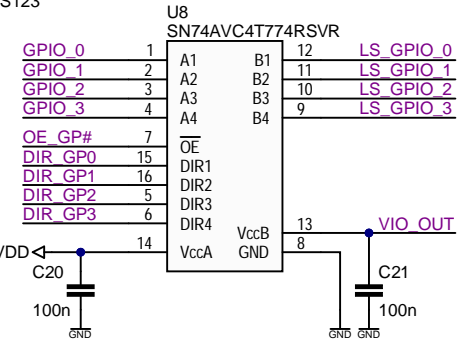 S123
U8
SN74AVC4T774RSVR
GPIO_0 1 A1 B1 12 LS_GPIO_0
GPIO_1 2 A2 B2 11 LS_GPIO_1
GPIO_2 3 A3 B3 10 LS_GPIO_2
GPIO_3 4 A4 B4 9 LS_GPIO_3
OE_GP# 7 OE
DIR_GP0 15 DIR1
DIR_GP1 16 DIR2
DIR_GP2 5 DIR3
DIR_GP3 6 DIR4
VccB 13 VIO_OUT
VDD 14 VccA GND 8
C20 C21
100n 100n
GND GND GND